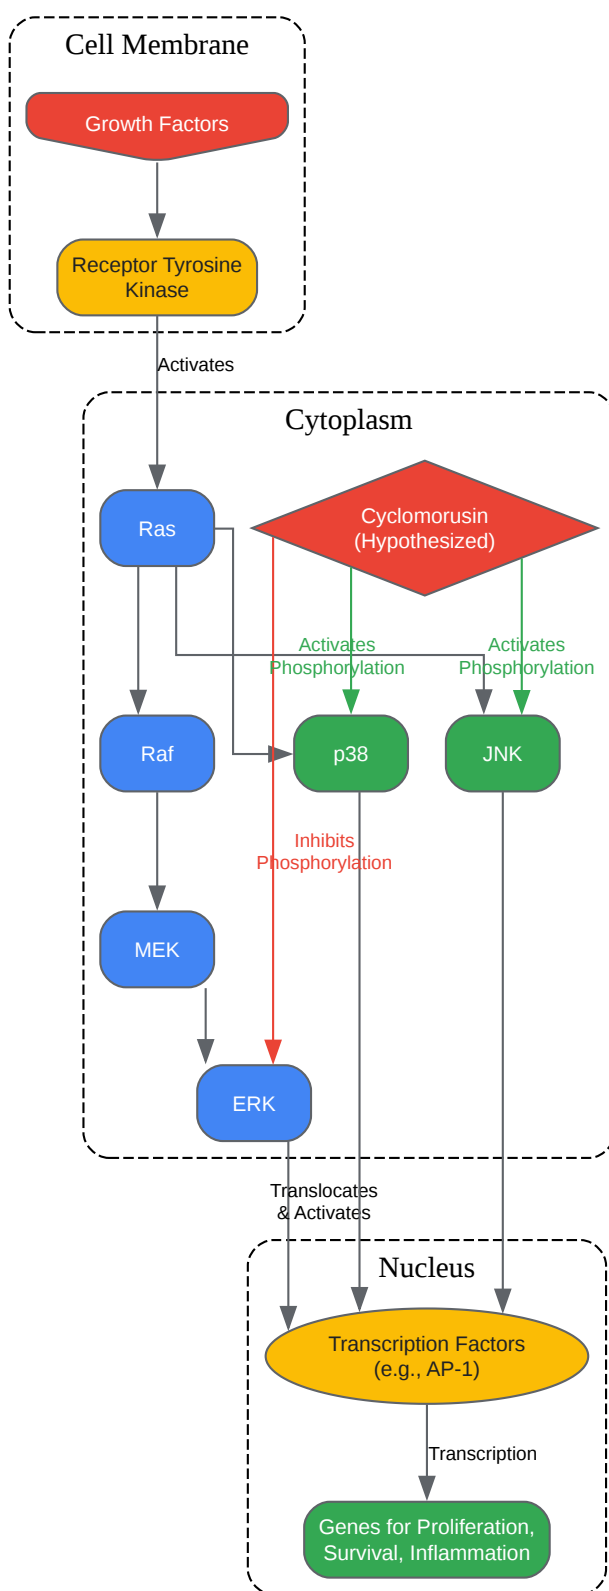 Cell Membrane
Growth Factors
Receptor Tyrosine
Kinase
Activates
Cytoplasm
Cyclomorusin
(Hypothesized)
Ras
Activates
Phosphorylation
Activates
Phosphorylation
Raf
p38
JNK
Inhibits
Phosphorylation
MEK
ERK
Translocates
& Activates
Nucleus
Transcription Factors
(e.g., AP-1)
Transcription
Genes for Proliferation,
Survival, Inflammation